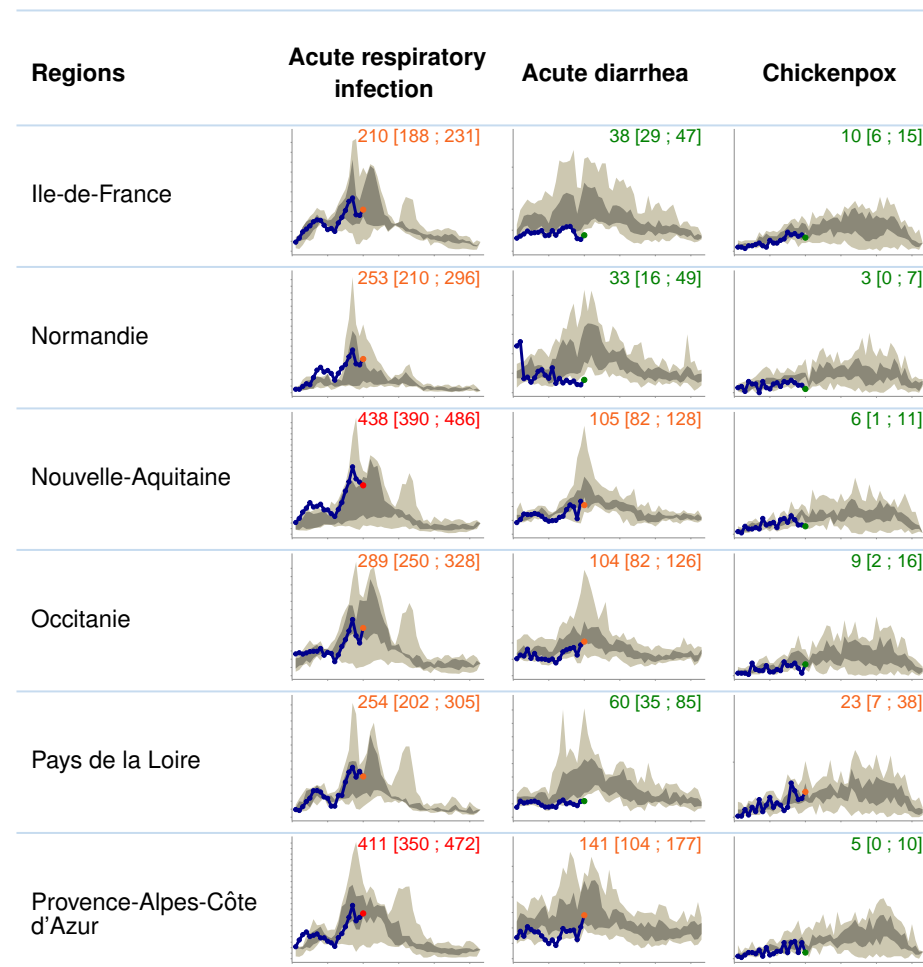 Regions
Acute respiratory
infection
Acute diarrhea
Chickenpox
Ile-de-France
210 [188 ; 231]
38 [29 ; 47]
10 [6 ; 15]
Normandie
253 [210 ; 296]
33 [16 ; 49]
3 [0 ; 7]
Nouvelle-Aquitaine
438 [390 ; 486]
105 [82 ; 128]
6 [1 ; 11]
Occitanie
289 [250 ; 328]
104 [82 ; 126]
9 [2 ; 16]
Pays de la Loire
254 [202 ; 305]
60 [35 ; 85]
23 [7 ; 38]
Provence-Alpes-Côte
d'Azur
411 [350 ; 472]
141 [104 ; 177]
5 [0 ; 10]